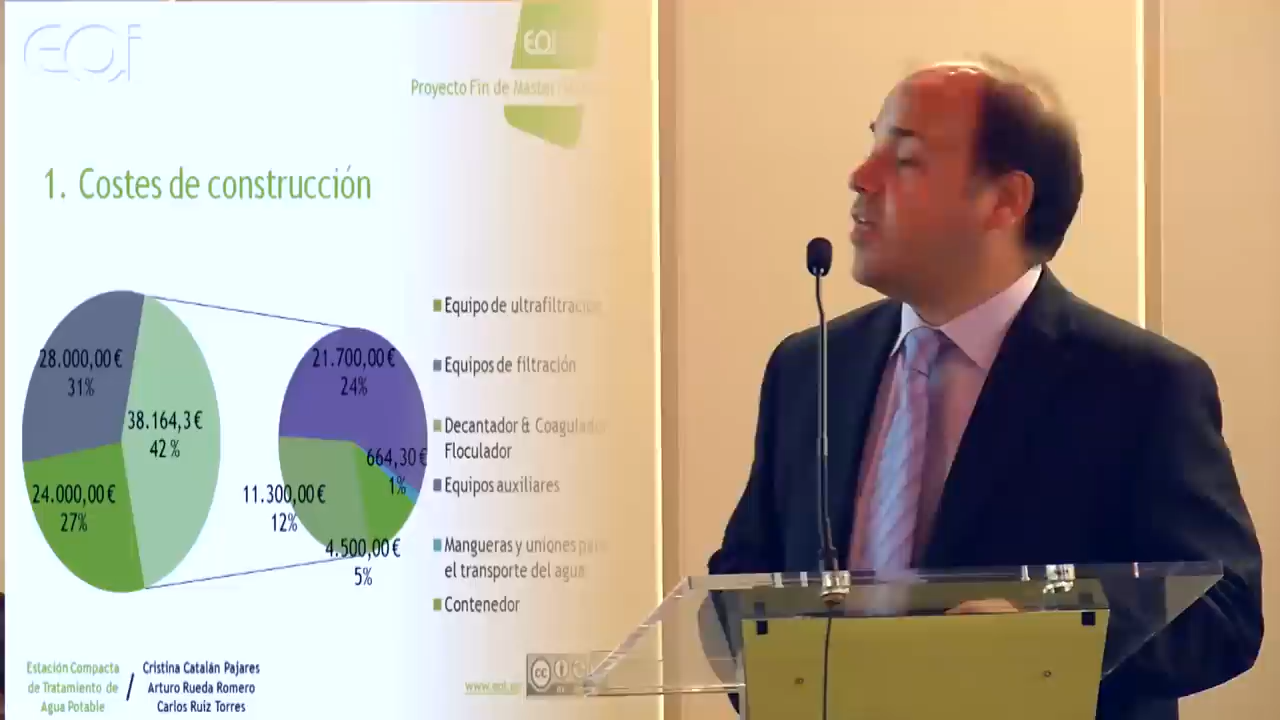 eoi
EOI
Proyecto Fin de Master
1. Costes de construcción
28.000,00 €
31%
38.164,3 €
42 %
24.000,00 €
27%
21.700,00 €
24%
664,30 €
1%
11.300,00 €
12%
4.500,00 €
5%
Equipo de ultrafiltración
Equipos de filtración
Decantador & Coagulador
Floculador
Equipos auxiliares
Mangueras y uniones para
el transporte del agua
Contenedor
Estación Compacta
de Tratamiento de
Agua Potable
/
Cristina Catalán Pajares
Arturo Rueda Romero
Carlos Ruiz Torres
www.eoi.es
cc